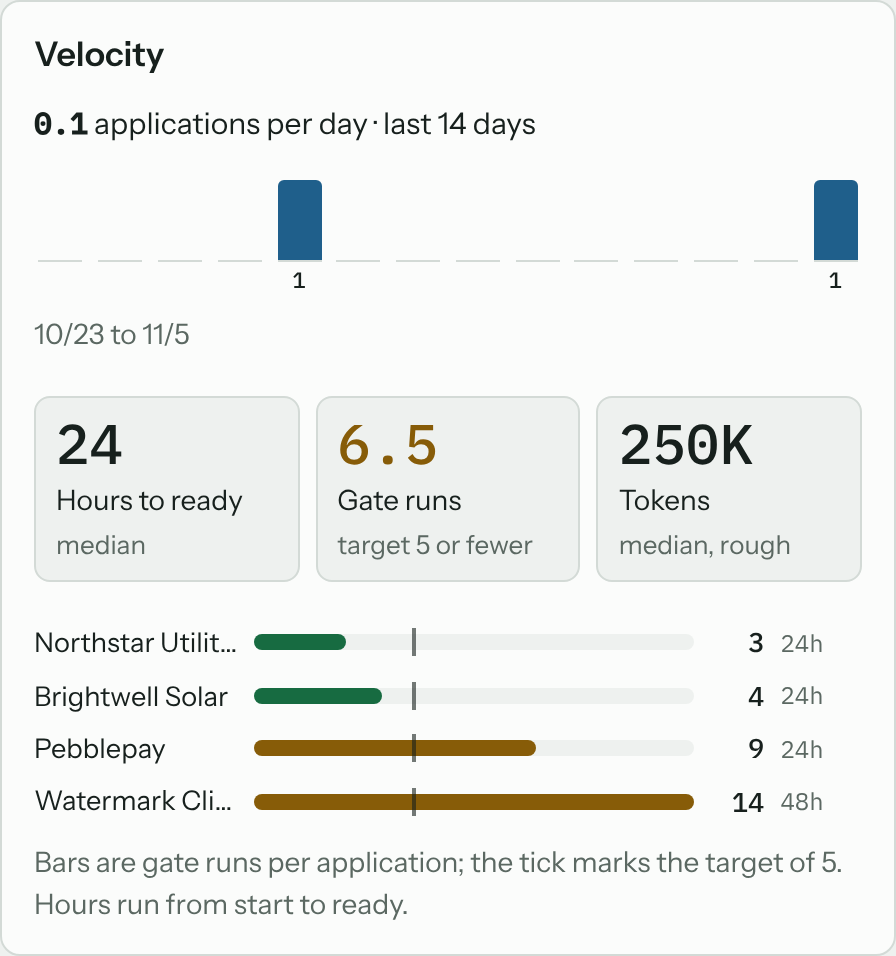 Velocity
0.1 applications per day · last 14 days
1 1
10/23 to 11/5
24 6.5 250K
Hours to ready Gate runs Tokens
median target 5 or fewer median, rough
Northstar Utilit... 3 24h
Brightwell Solar 4 24h
Pebblepay 9 24h
Watermark Cli... 14 48h
Bars are gate runs per application; the tick marks the target of 5.
Hours run from start to ready.